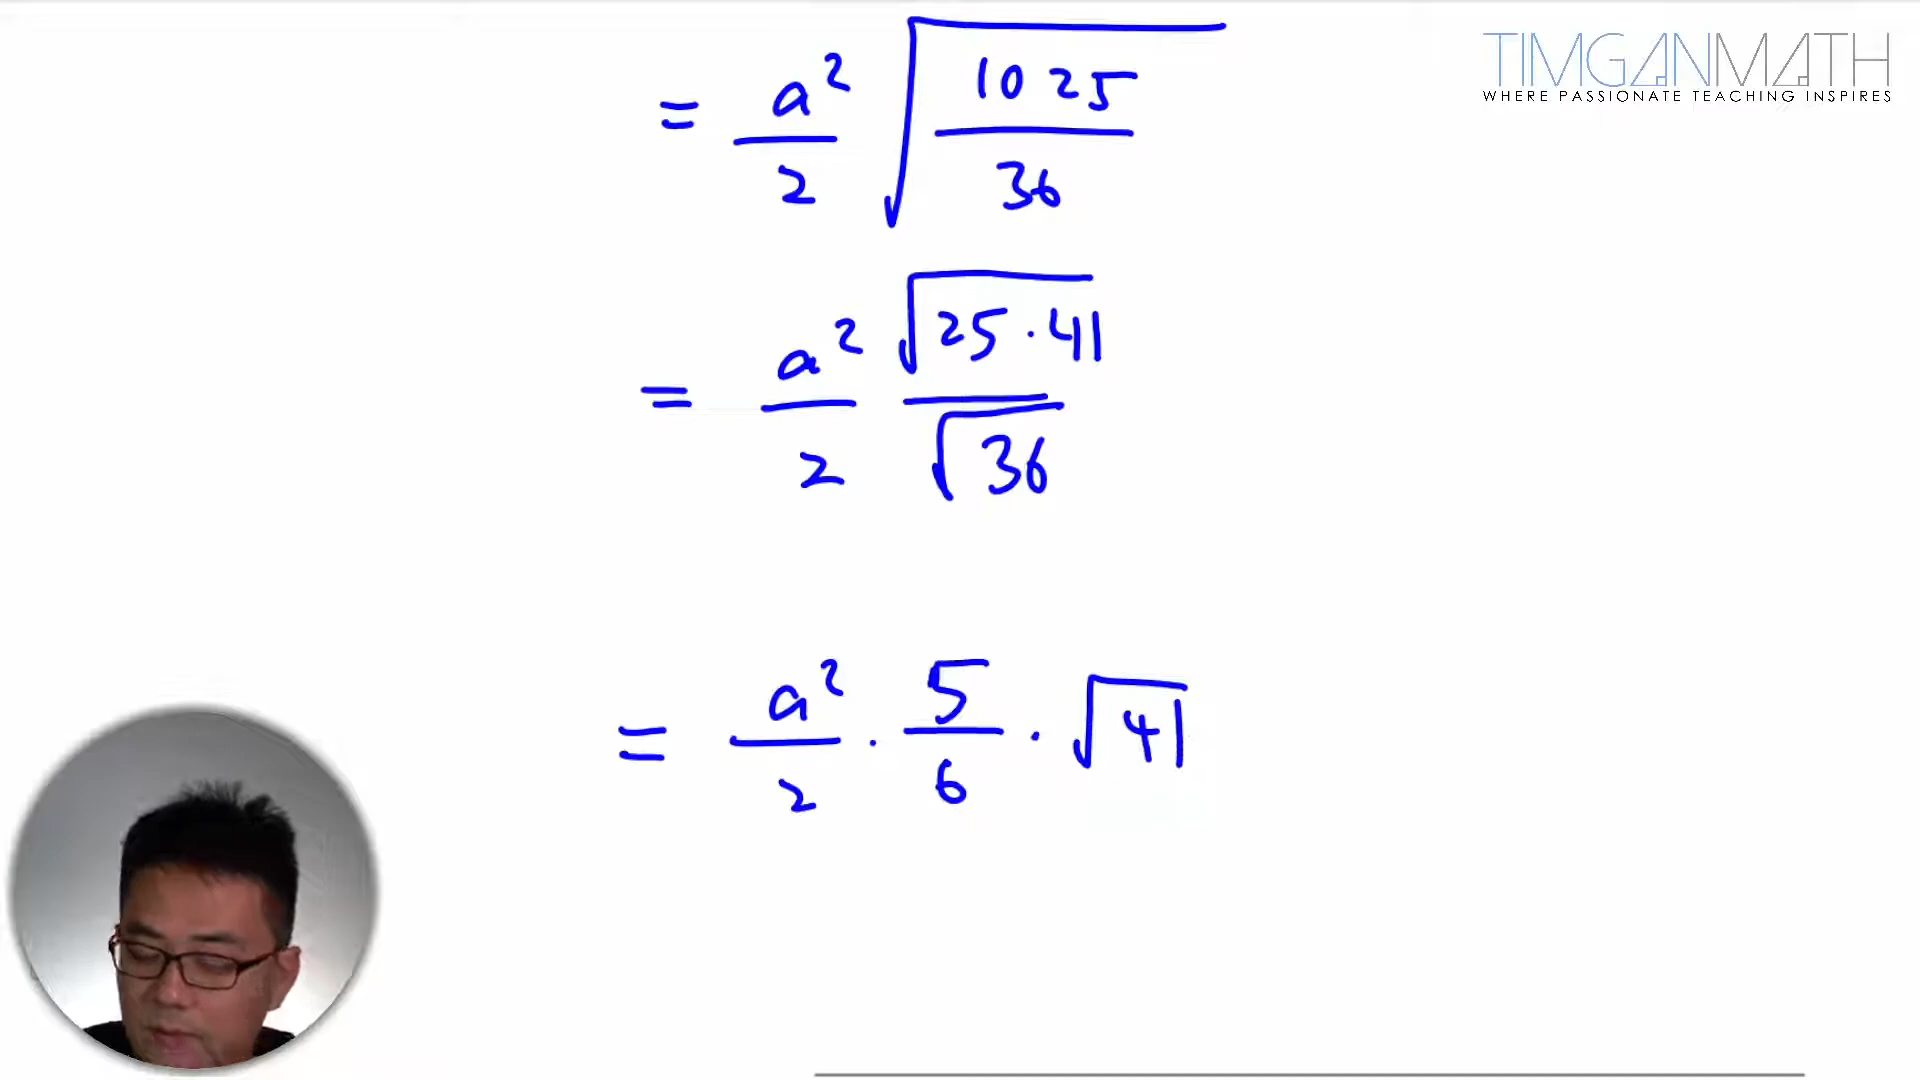 TIMGANMATH
WHERE PASSIONATE TEACHING INSPIRES
= a²/2 √(1025/36)
= a²/2 √(25·41)/√36
= a²/2 · 5/6 · √41